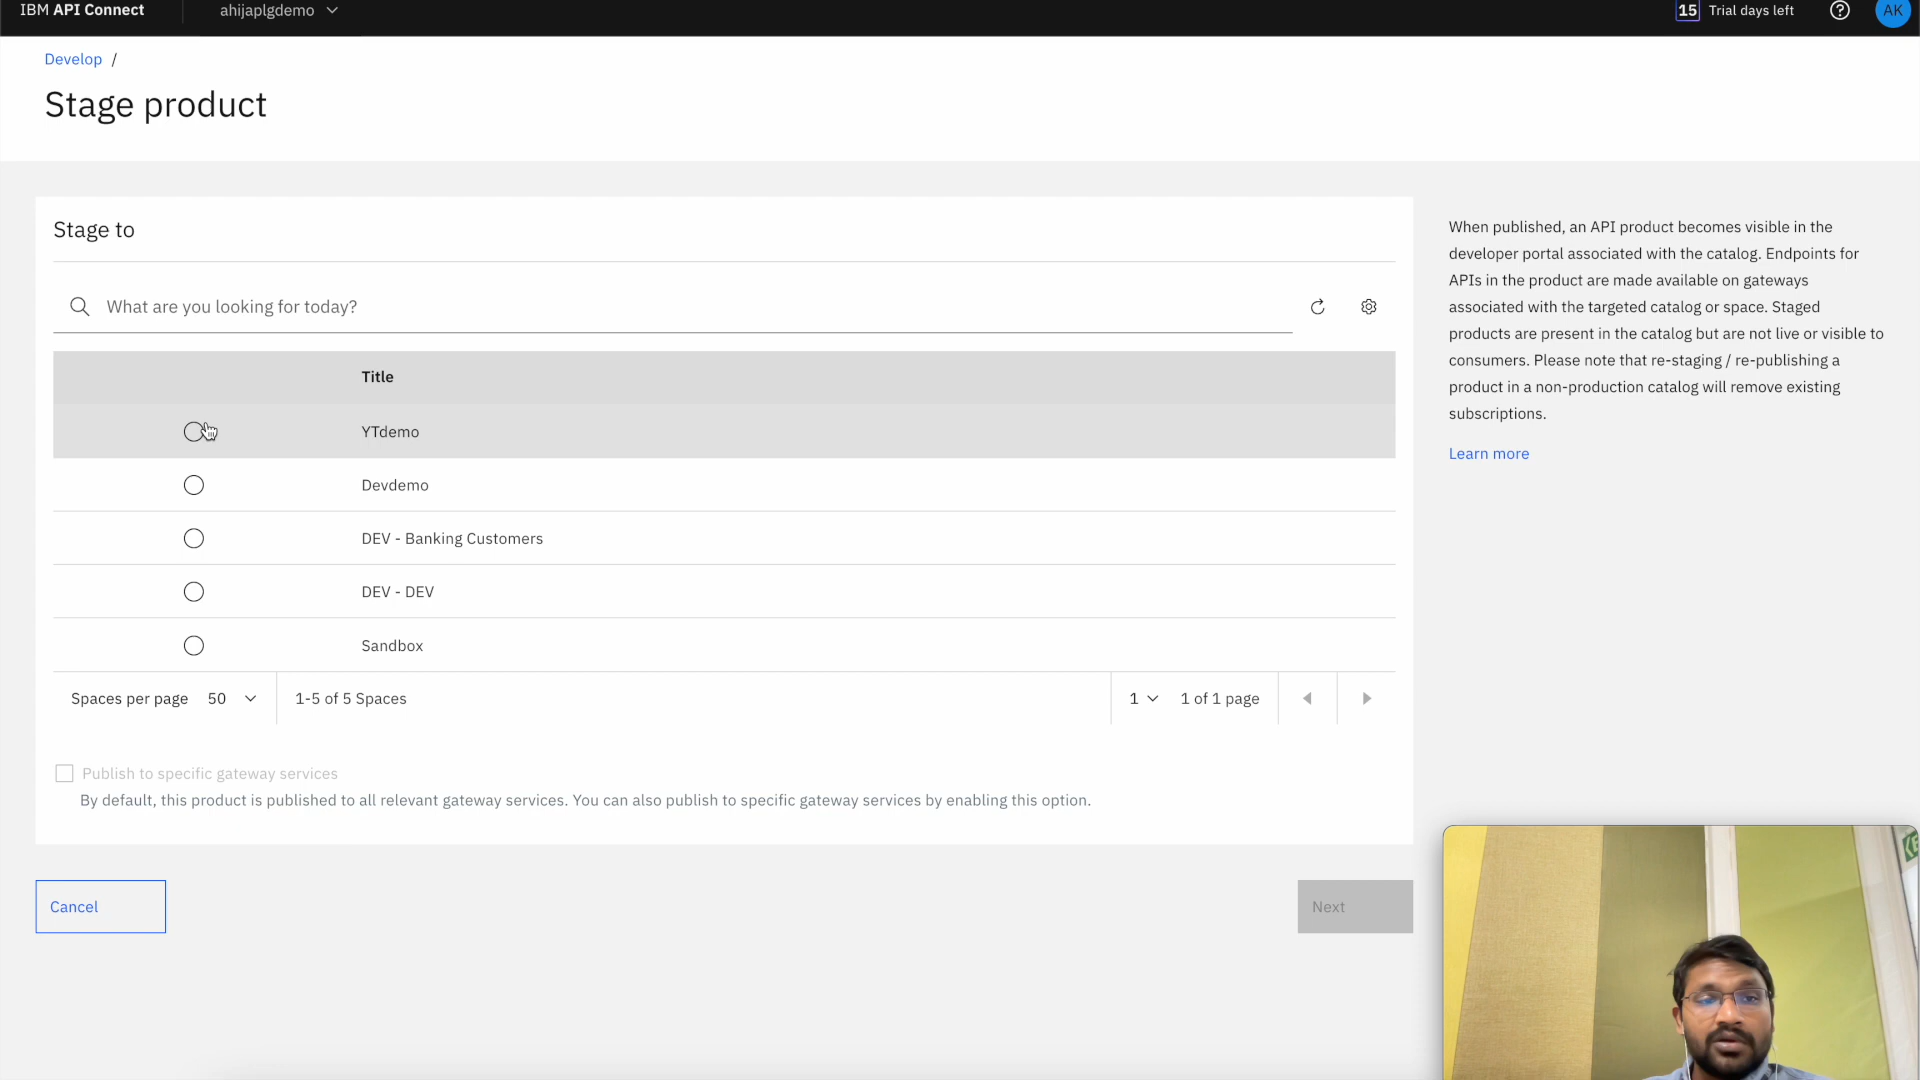 IBM API Connect
ahijaplgdemo
15 Trial days left
AK
Develop /
Stage product
Stage to
What are you looking for today?
Title
YTdemo
Devdemo
DEV - Banking Customers
DEV - DEV
Sandbox
Spaces per page 50
1-5 of 5 Spaces
1
1 of 1 page
Publish to specific gateway services
By default, this product is published to all relevant gateway services. You can also publish to specific gateway services by enabling this option.
Cancel
Next
When published, an API product becomes visible in the
developer portal associated with the catalog. Endpoints for
APIs in the product are made available on gateways
associated with the targeted catalog or space. Staged
products are present in the catalog but are not live or visible to
consumers. Please note that re-staging / re-publishing a
product in a non-production catalog will remove existing
subscriptions.
Learn more